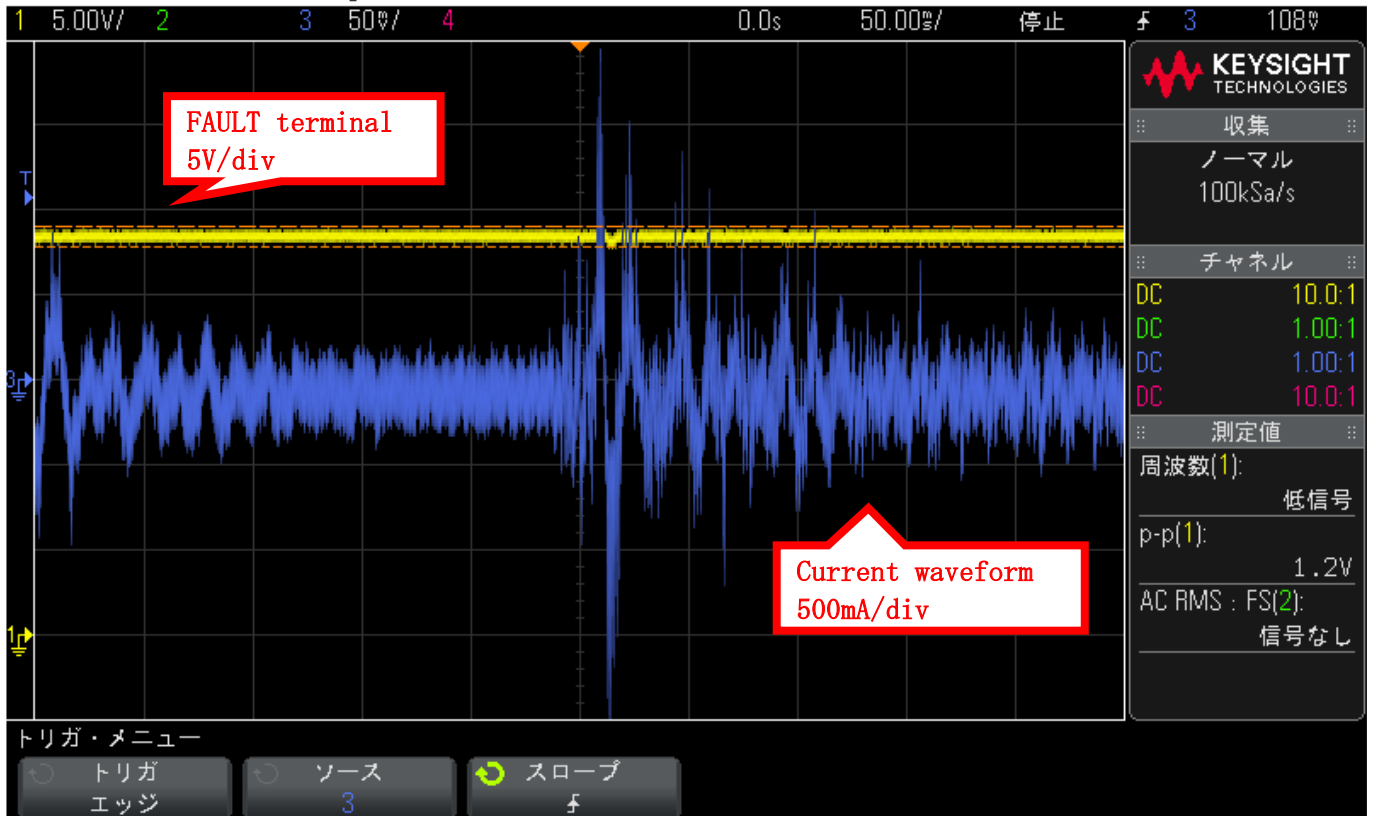 1 5.00V/ 2 3 50mV/ 4 0.0s 50.00ms/ 停止 3 108mV
KEYSIGHT
TECHNOLOGIES
収集
ノーマル
100kSa/s
チャネル
DC 10.0:1
DC 1.00:1
DC 1.00:1
DC 10.0:1
測定値
周波数(1):
低信号
p-p(1):
1.2V
AC RMS : FS(2):
信号なし
FAULT terminal
5V/div
T
3
Current waveform
500mA/div
1
トリガ・メニュー
トリガ
エッジ
ソース
3
スロープ